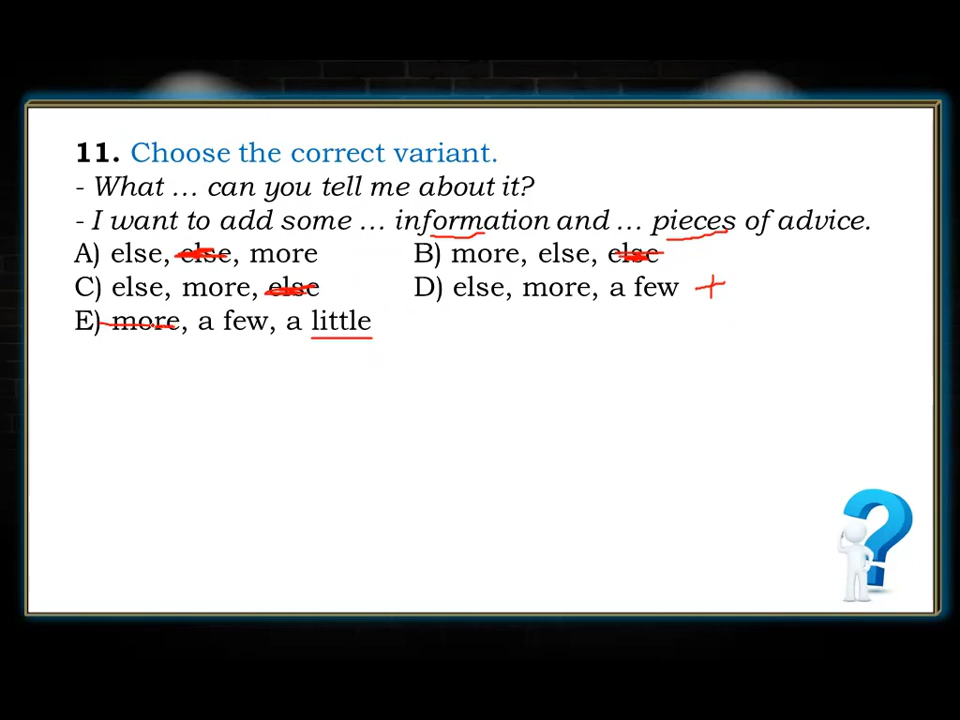 11. Choose the correct variant.
- What … can you tell me about it?
- I want to add some … information and … pieces of advice.
A) else, else, more B) more, else, else
C) else, more, else D) else, more, a few +
E) more, a few, a little